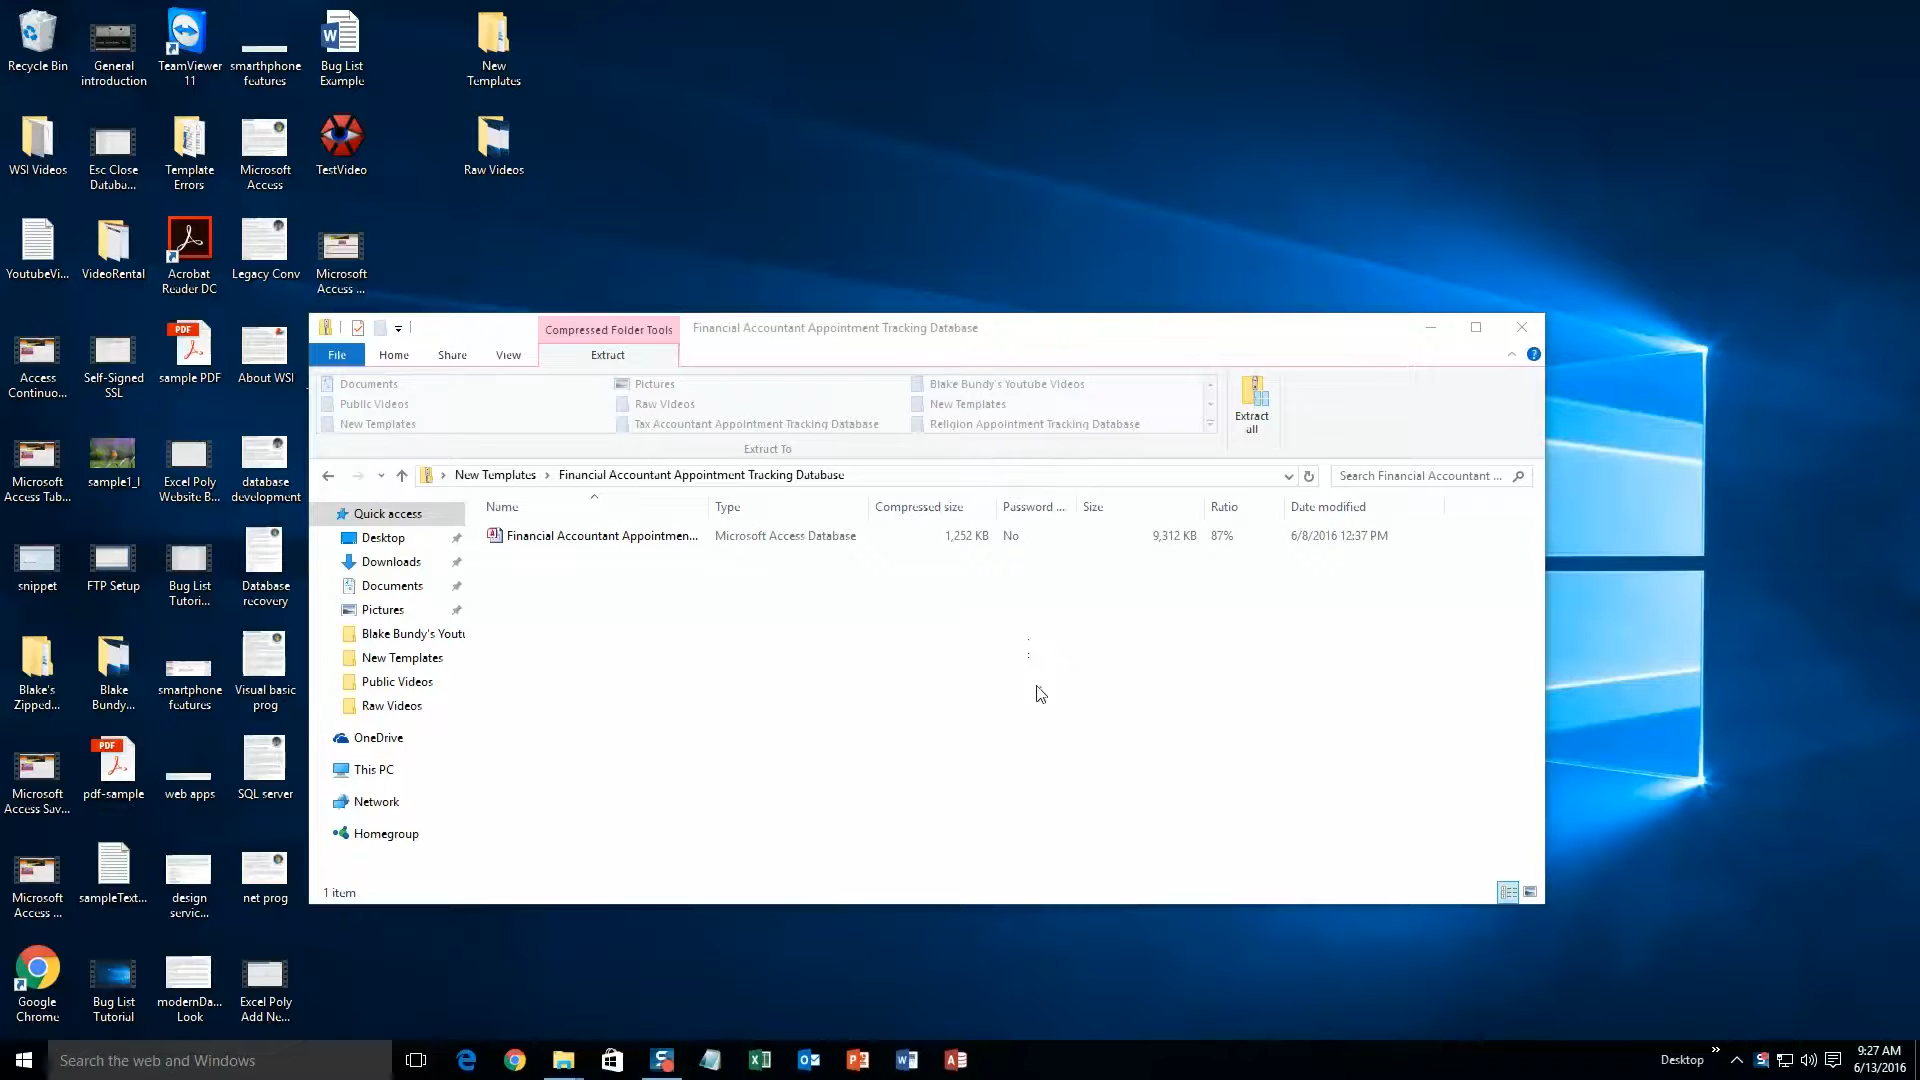 Recycle Bin
General
introduction
TeamViewer
11
smarthphone
features
Bug List
Example
New
Templates
WSI Videos
Esc Close
Databa...
Template
Errors
Microsoft
Access
TestVideo
Raw Videos
YoutubeVi...
VideoRental
Acrobat
Reader DC
Legacy Conv
Microsoft
Access ...
Access
Continuo...
Self-Signed
SSL
PDF
sample PDF
About WSI
Microsoft
Access Tab...
sample1_l
Excel Poly
Website B...
database
development
snippet
FTP Setup
Bug List
Tutori...
Database
recovery
Blake's
Zipped...
Blake
Bundy...
smartphone
features
Visual basic
prog
Microsoft
Access Sav...
PDF
pdf-sample
web apps
SQL server
Microsoft
Access ...
sampleText...
design
servic...
net prog
Google
Chrome
Bug List
Tutorial
modernDa...
Look
Excel Poly
Add Ne...
Compressed Folder Tools
Financial Accountant Appointment Tracking Database
File
Home
Share
View
Extract
Documents
Pictures
Blake Bundy's Youtube Videos
Public Videos
Raw Videos
New Templates
New Templates
Tax Accountant Appointment Tracking Database
Religion Appointment Tracking Database
Extract
all
Extract To
New Templates > Financial Accountant Appointment Tracking Database
Search Financial Accountant ...
Name Type Compressed size Password ... Size Ratio Date modified
Financial Accountant Appointmen... Microsoft Access Database 1,252 KB No 9,312 KB 87% 6/8/2016 12:37 PM
Quick access
Desktop
Downloads
Documents
Pictures
Blake Bundy's Youtu
New Templates
Public Videos
Raw Videos
OneDrive
This PC
Network
Homegroup
1 item
Search the web and Windows
Desktop
9:27 AM
6/13/2016